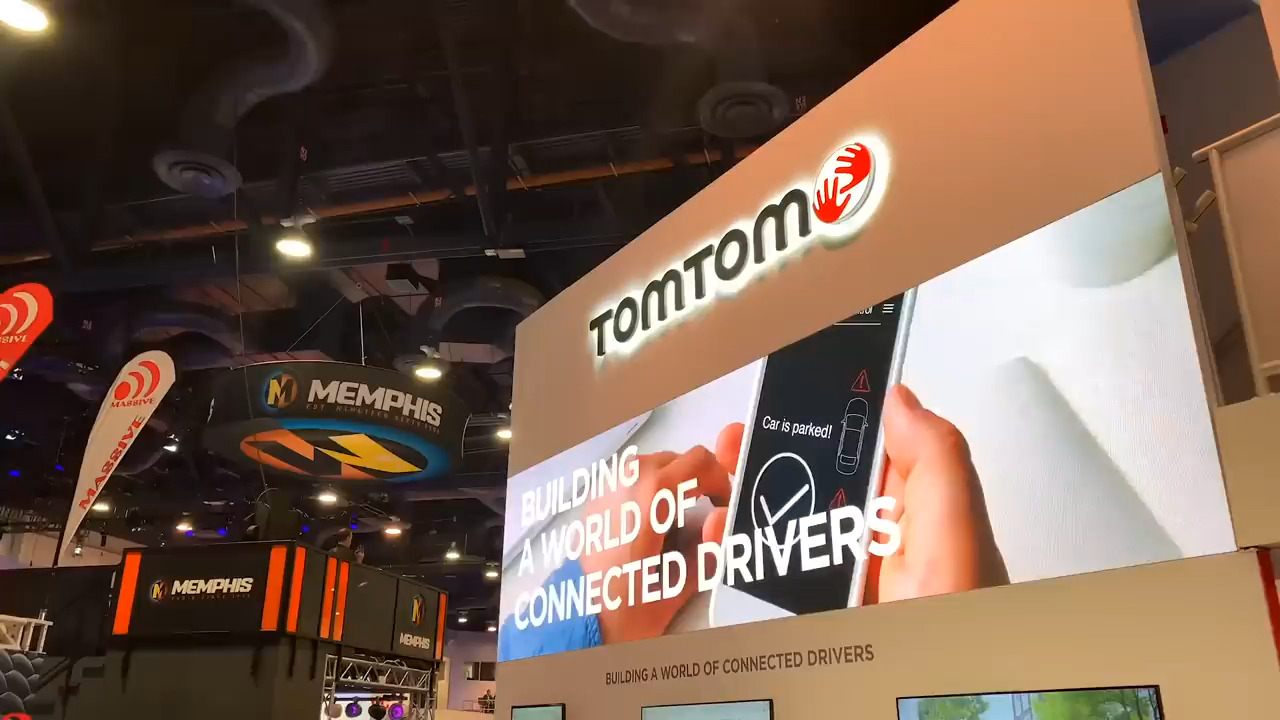 TOMTOM
Car is parked!
BUILDING
A WORLD OF
CONNECTED DRIVERS
BUILDING A WORLD OF CONNECTED DRIVERS
M MEMPHIS
MASSIVE
MASSIVE
MEMPHIS
MEMPHIS